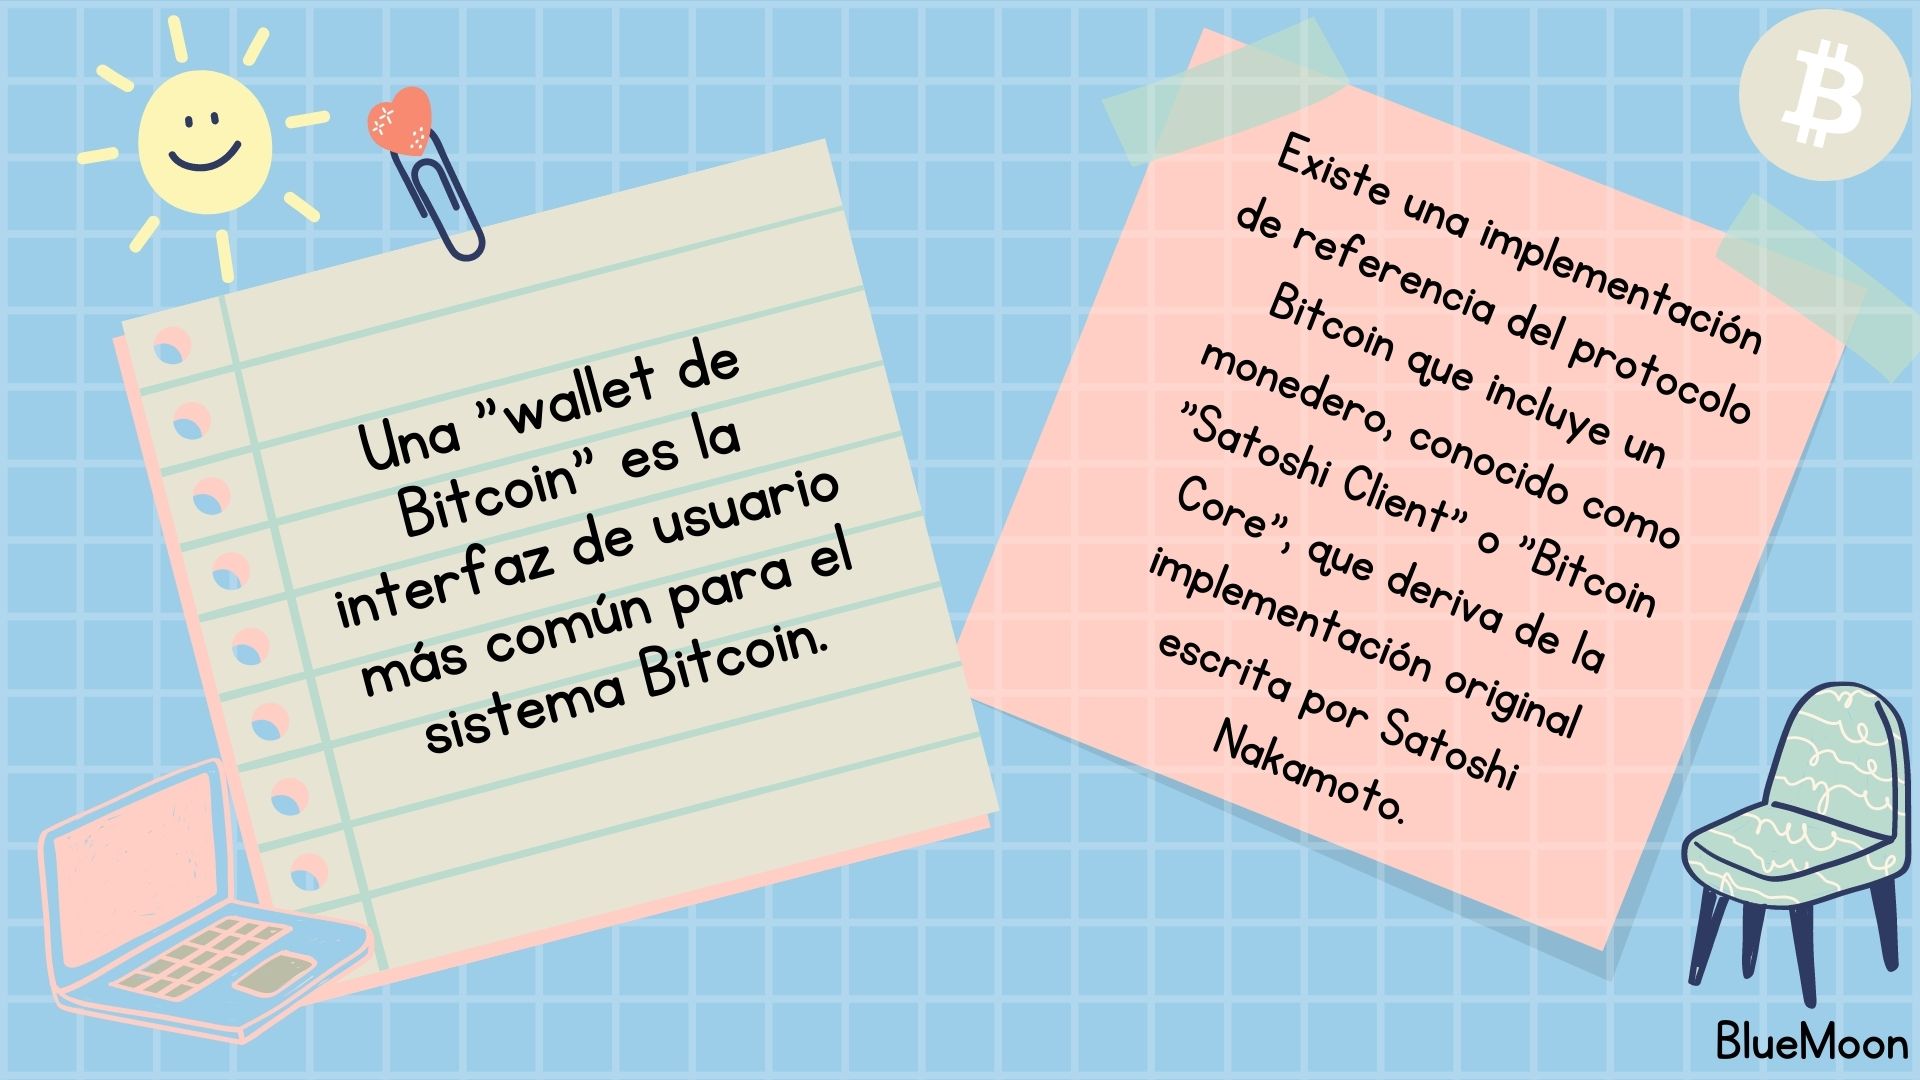 Una "wallet de
Bitcoin" es la
interfaz de usuario
más común para el
sistema Bitcoin.
Existe una implementación
de referencia del protocolo
Bitcoin que incluye un
monedero, conocido como
"Satoshi Client" o "Bitcoin
Core", que deriva de la
implementación original
escrita por Satoshi
Nakamoto.
BlueMoon